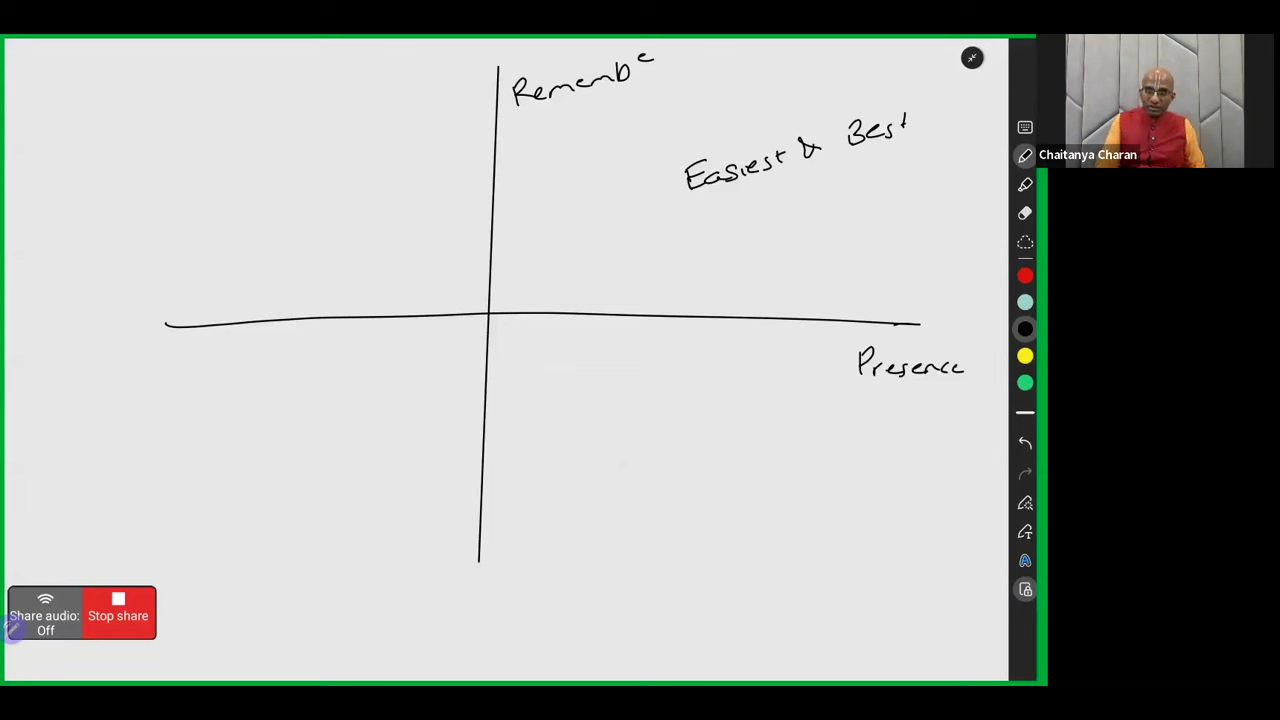 Remembe
Easiest & Best
Chaitanya Charan
Presence
Share audio:
Off
Stop share